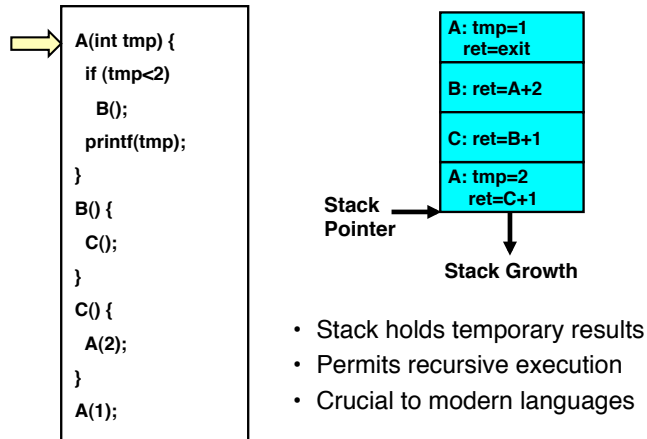 A(int tmp) {
if (tmp<2)
B();
printf(tmp);
}
B() {
C();
}
C() {
A(2);
}
A(1);
A: tmp=1
ret=exit
B: ret=A+2
C: ret=B+1
A: tmp=2
ret=C+1
Stack
Pointer
Stack Growth
• Stack holds temporary results
• Permits recursive execution
• Crucial to modern languages